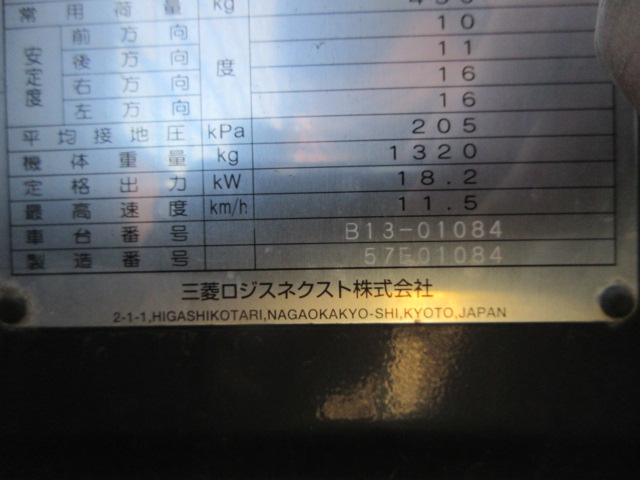 常用荷重 kg
安定度 前方向 度 10
後方向 11
右方向 16
左方向 16
平均接地圧 kPa 205
機体重量 kg 1320
定格出力 kW 18.2
最高速度 km/h 11.5
車台番号 B13-01084
製造番号 57E01084
三菱ロジスネクスト株式会社
2-1-1,HIGASHIKOTARI,NAGAOKAKYO-SHI,KYOTO,JAPAN